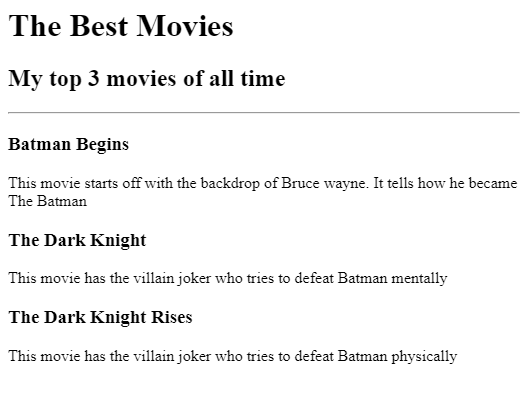 The Best Movies
My top 3 movies of all time
Batman Begins
This movie starts off with the backdrop of Bruce wayne. It tells how he became
The Batman
The Dark Knight
This movie has the villain joker who tries to defeat Batman mentally
The Dark Knight Rises
This movie has the villain joker who tries to defeat Batman physically